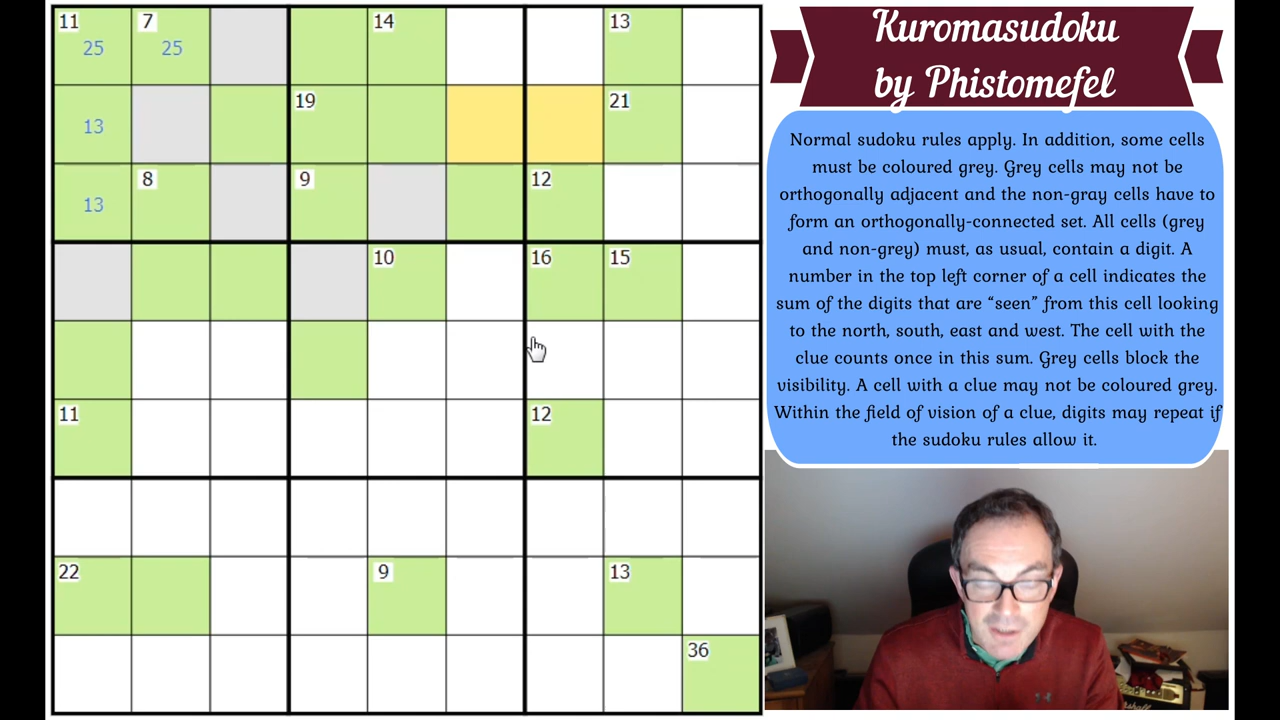 Kuromasudoku
by Phistomefel
Normal sudoku rules apply. In addition, some cells
must be coloured grey. Grey cells may not be
orthogonally adjacent and the non-gray cells have to
form an orthogonally-connected set. All cells (grey
and non-grey) must, as usual, contain a digit. A
number in the top left corner of a cell indicates the
sum of the digits that are “seen” from this cell looking
to the north, south, east and west. The cell with the
clue counts once in this sum. Grey cells block the
visibility. A cell with a clue may not be coloured grey.
Within the field of vision of a clue, digits may repeat if
the sudoku rules allow it.
11 7 14 13
25 25
19 21
13
8 9 12
13
10 16 15
11 12
22 9 13
36